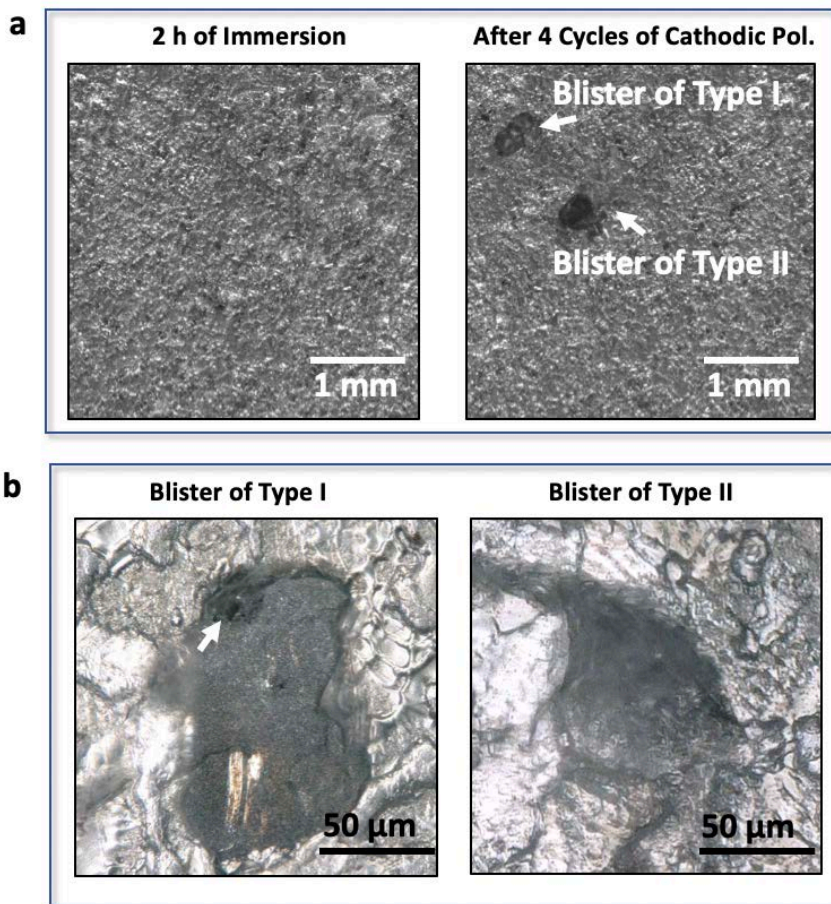 a
2 h of Immersion
After 4 Cycles of Cathodic Pol.
Blister of Type I
Blister of Type II
1 mm
1 mm
b
Blister of Type I
Blister of Type II
50 µm
50 µm